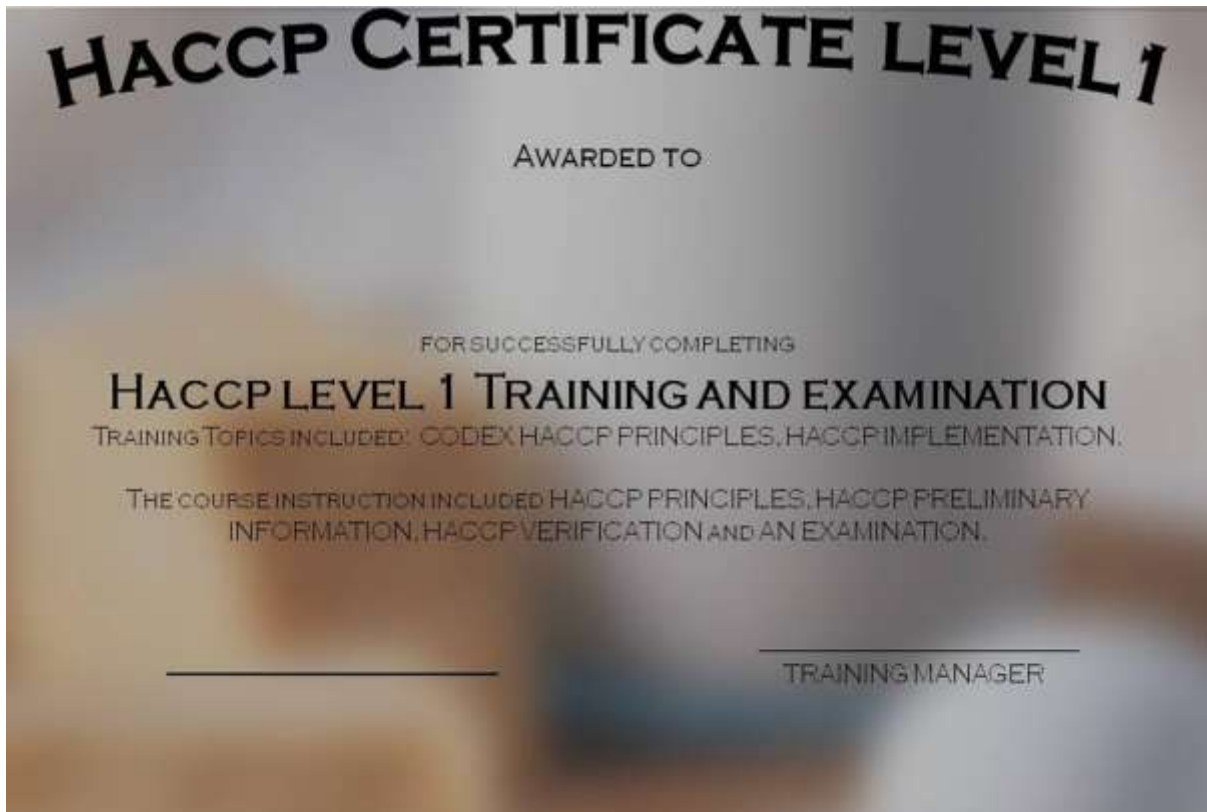 HACCP CERTIFICATE LEVEL 1
AWARDED TO
FOR SUCCESSFULLY COMPLETING
HACCP LEVEL 1 TRAINING AND EXAMINATION
TRAINING TOPICS INCLUDED: CODEX HACCP PRINCIPLES, HACCP IMPLEMENTATION.
THE COURSE INSTRUCTION INCLUDED HACCP PRINCIPLES, HACCP PRELIMINARY
INFORMATION, HACCP VERIFICATION AND AN EXAMINATION.
TRAINING MANAGER